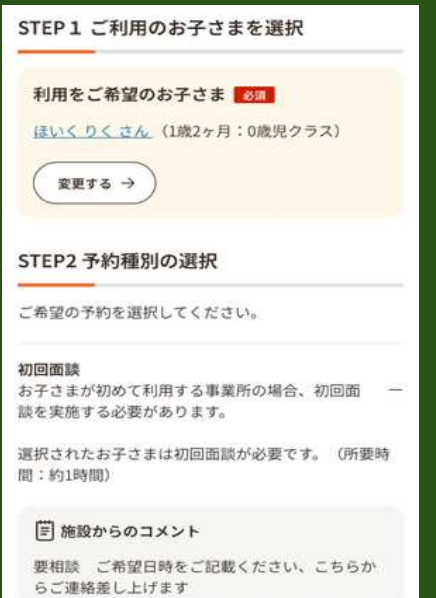 STEP１ ご利用のお子さまを選択
利用をご希望のお子さま 必須
ほいく りく さん （1歳2ヶ月：0歳児クラス）
変更する →
STEP2 予約種別の選択
ご希望の予約を選択してください。
初回面談
お子さまが初めて利用する事業所の場合、初回面
談を実施する必要があります。
選択されたお子さまは初回面談が必要です。（所要時
間：約1時間）
施設からのコメント
要相談　ご希望日時をご記載ください、こちらか
らご連絡差し上げます